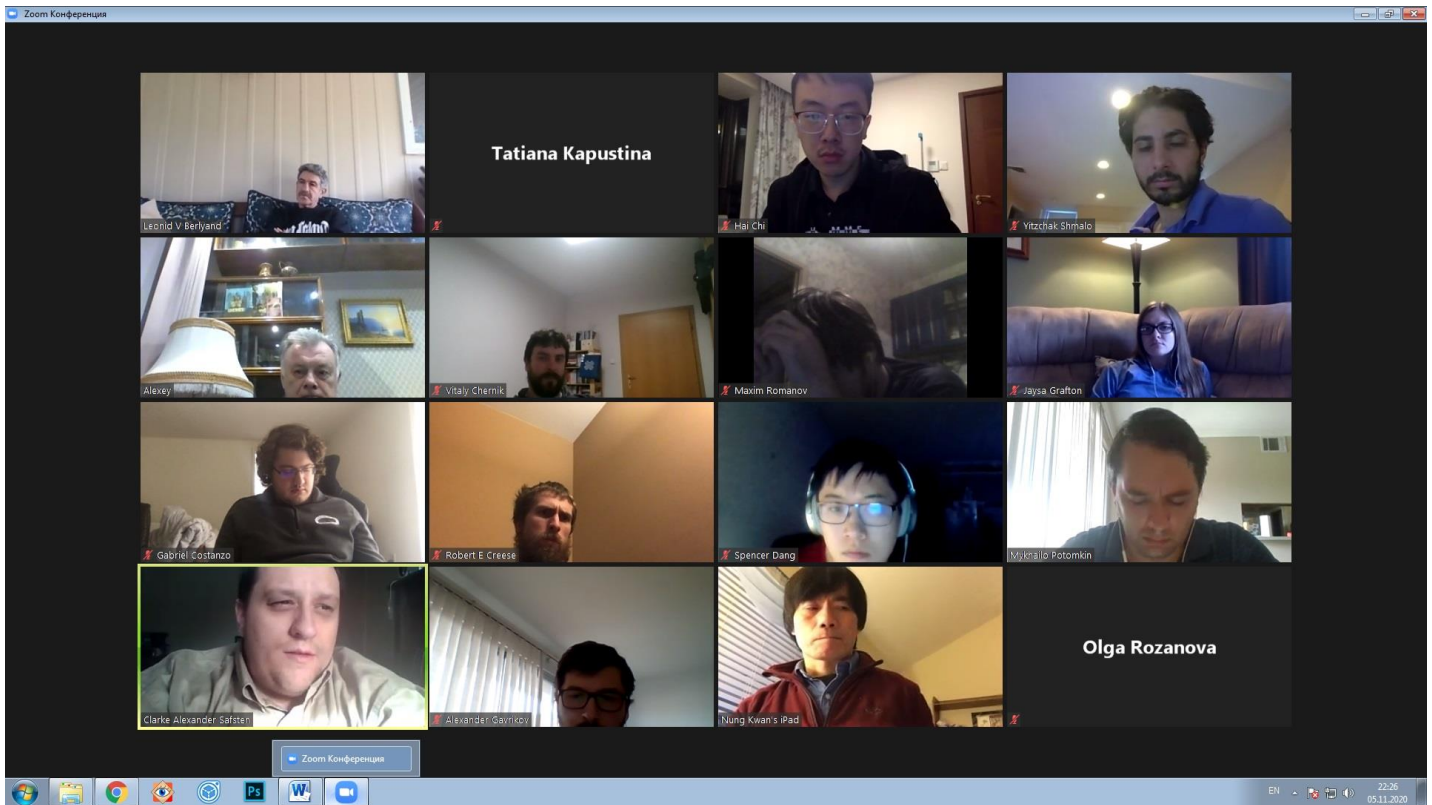 Zoom Конференция
Tatiana Kapustina
Leonid V Berlyand
Hai Chi
Yitzchak Shmalo
Alexey
Vitaly Chernik
Maxim Romanov
Jaysa Grafton
Gabriel Costanzo
Robert E Creese
Spencer Dang
Mykhailo Potomkin
Olga Rozanova
Clarke Alexander Safsten
Alexander Gavrikov
Nung Kwan's iPad
Zoom Конференция
Ps
W
EN
22:26
05.11.2020